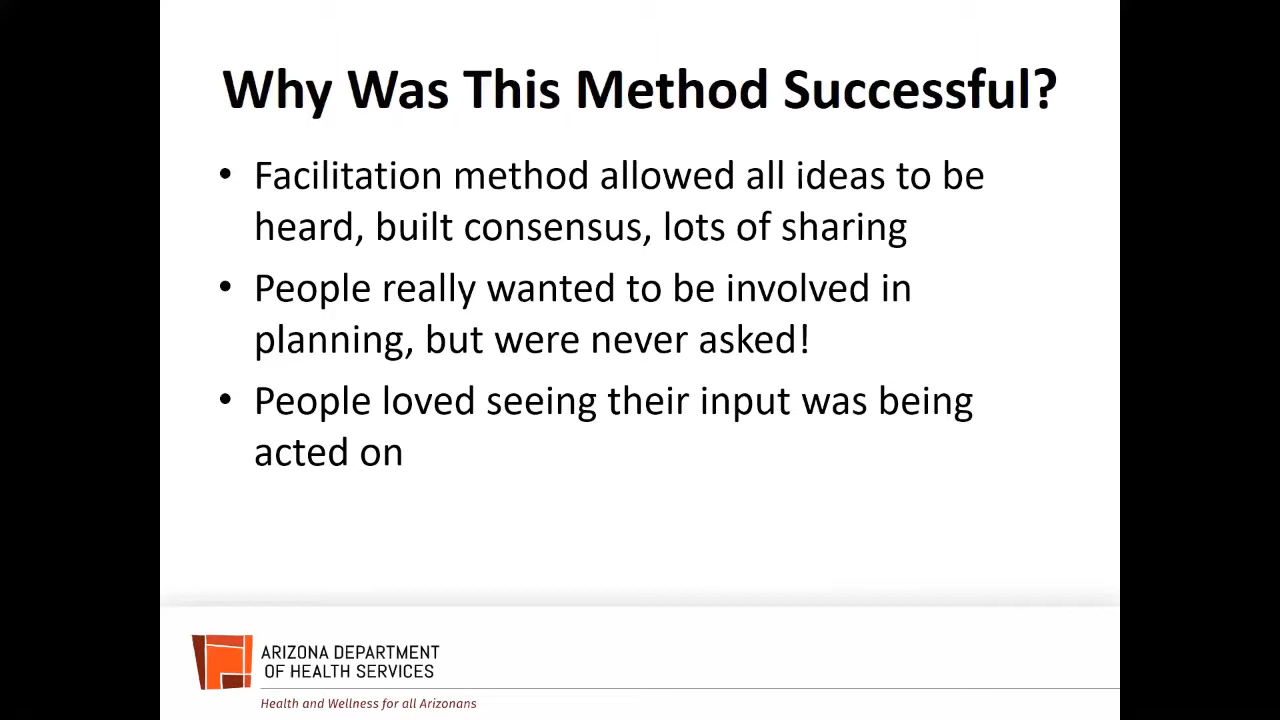 Why Was This Method Successful?
• Facilitation method allowed all ideas to be
heard, built consensus, lots of sharing
• People really wanted to be involved in
planning, but were never asked!
• People loved seeing their input was being
acted on
ARIZONA DEPARTMENT
OF HEALTH SERVICES
Health and Wellness for all Arizonans